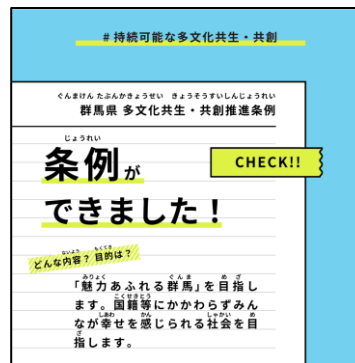 #持続可能な多文化共生・共創
ぐんまけん たぶんかきょうせい きょうそうすいしんじょうれい
群馬県 多文化共生・共創推進条例
じょうれい
条例が
CHECK!!
できました！
ないよう もくてき
どんな内容？目的は？
みりょく ぐんま めざ
「魅力あふれる群馬」を目指し
こくせきとう
ます。国籍等にかかわらずみん
しあわ かん しゃかい め
なが幸せを感じられる社会を目
ざ
指します。